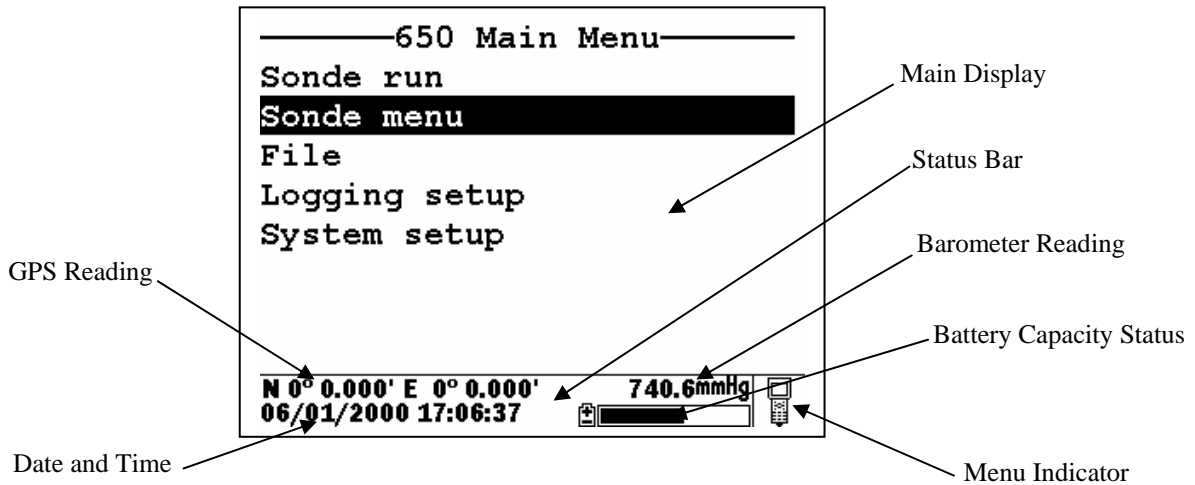 650 Main Menu
Sonde run
Sonde menu
File
Logging setup
System setup
N 0° 0.000' E 0° 0.000' 740.6mmHg
06/01/2000 17:06:37
Main Display
Status Bar
Barometer Reading
GPS Reading
Battery Capacity Status
Date and Time
Menu Indicator